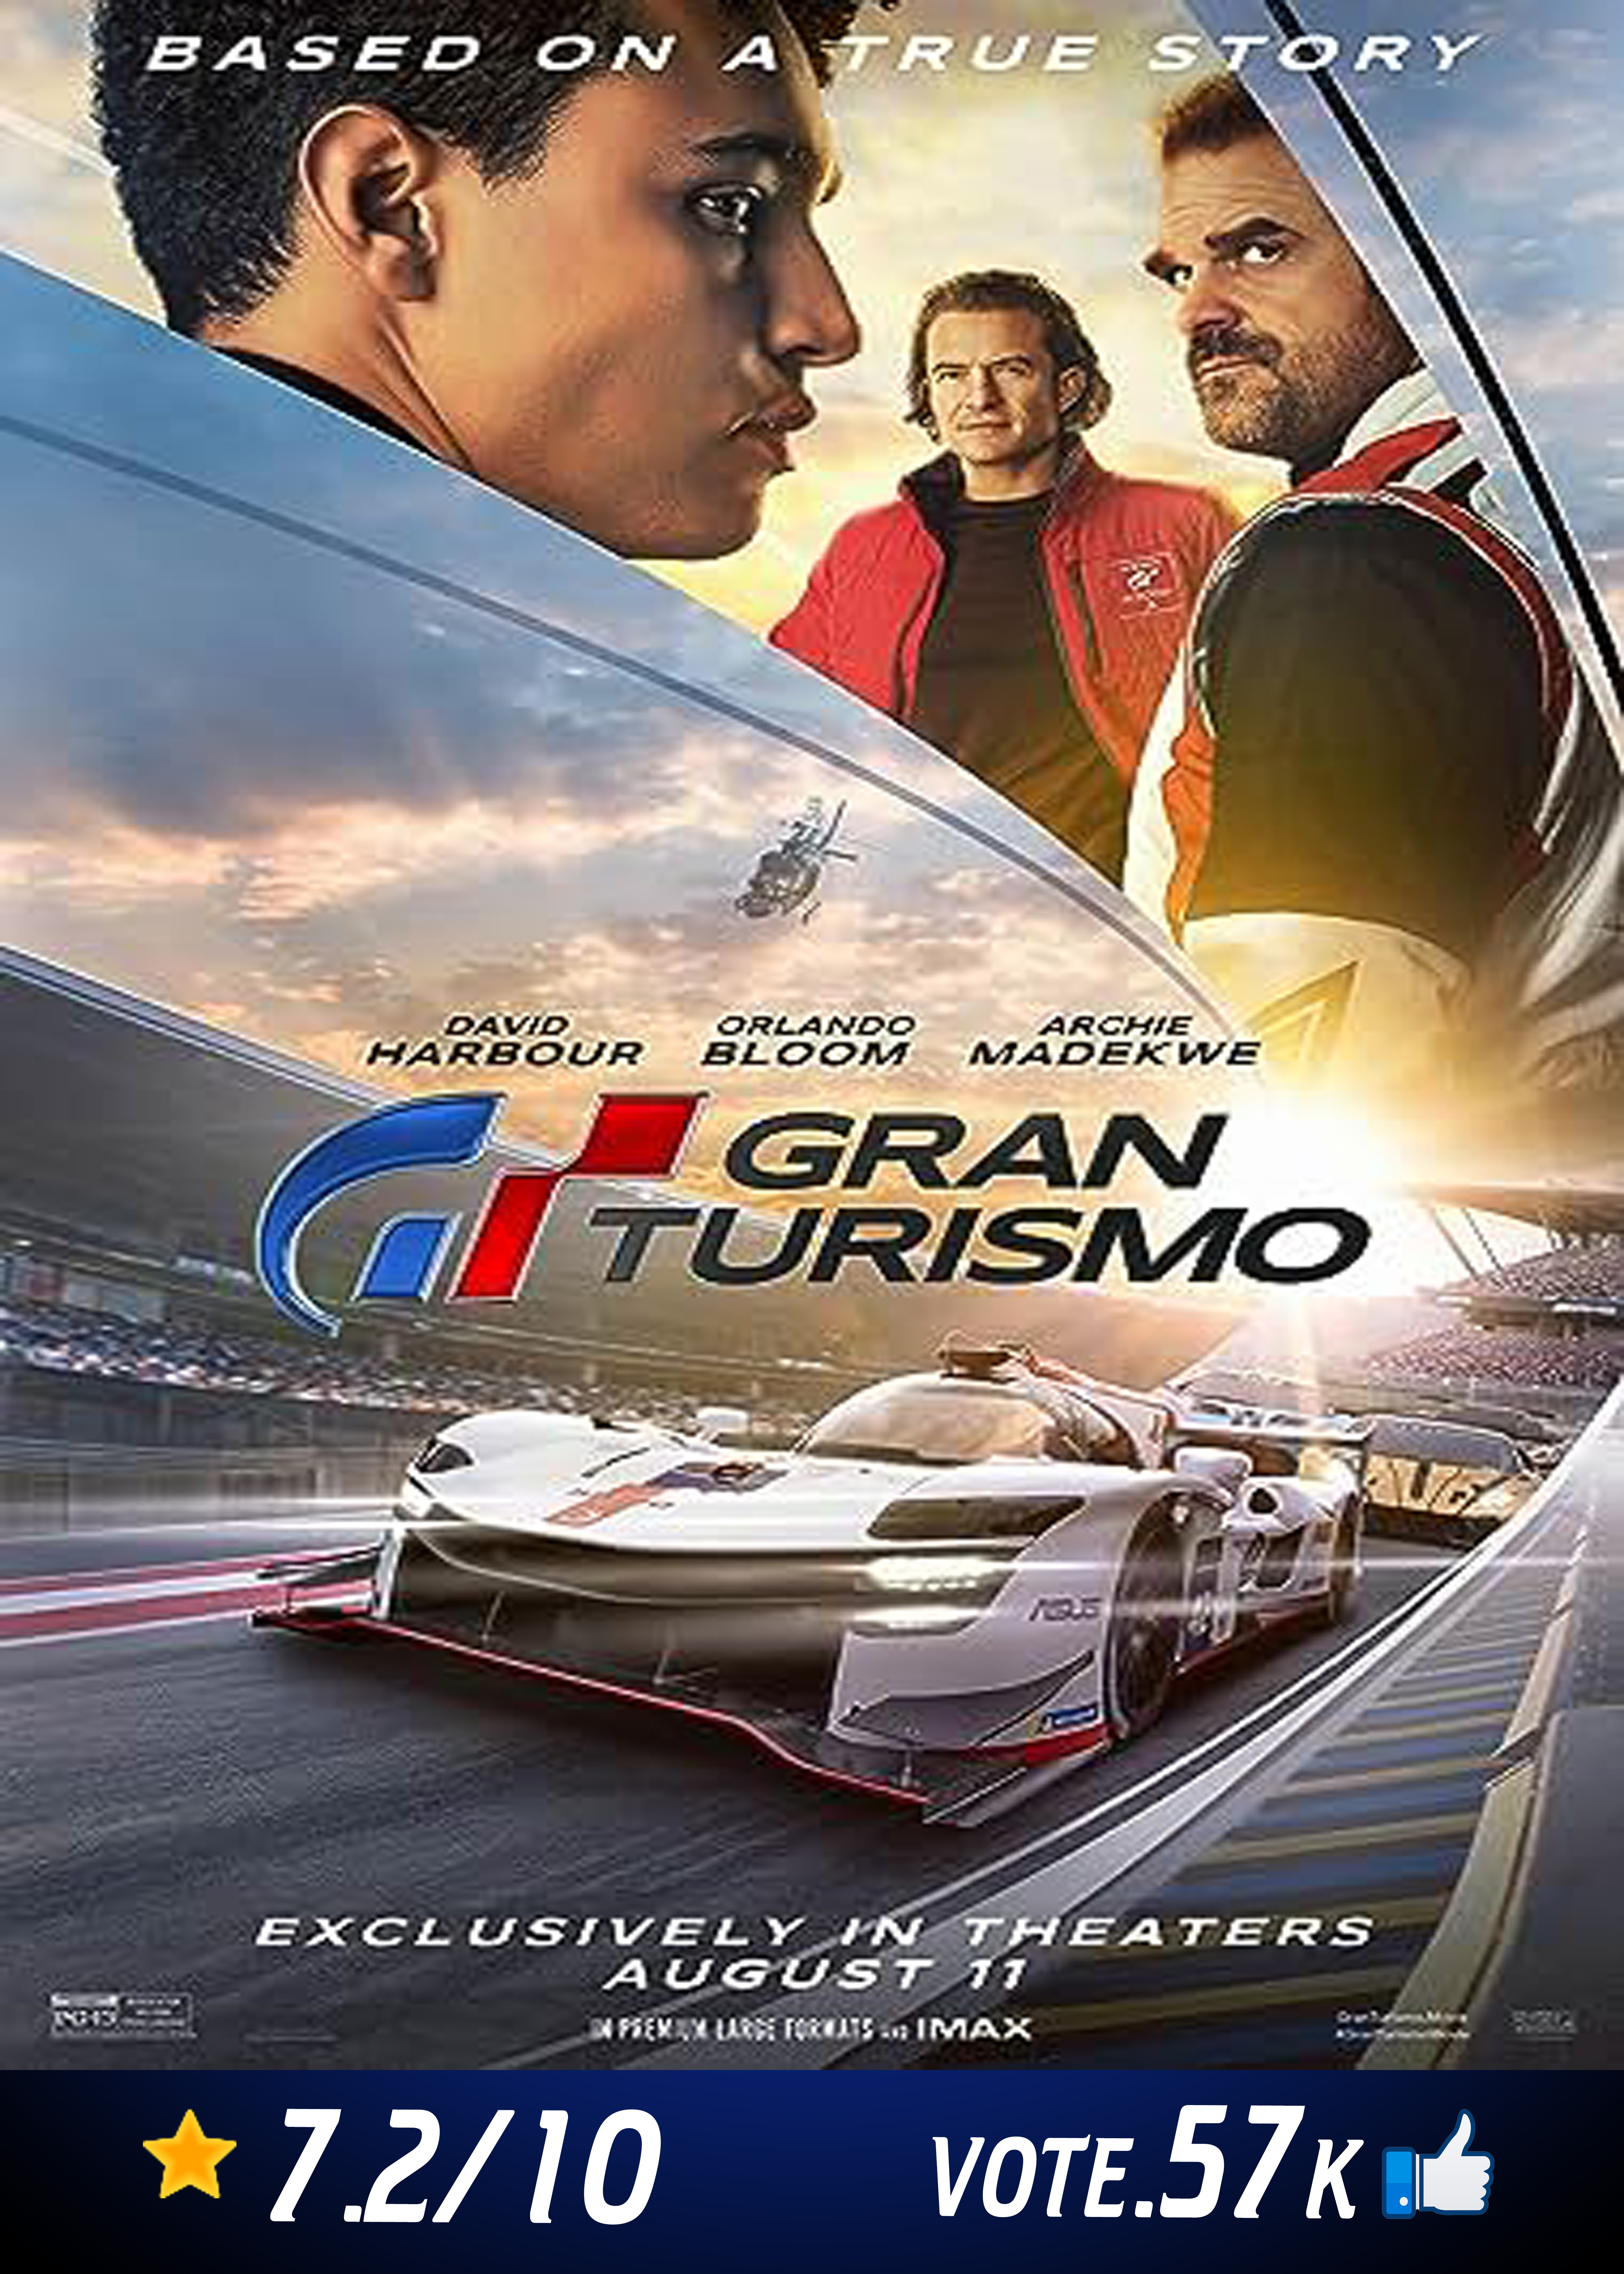 BASED ON A TRUE STORY
DAVID HARBOUR
ORLANDO BLOOM
ARCHIE MADEKWE
GRAN
TURISMO
ASUS
EXCLUSIVELY IN THEATERS
AUGUST 11
IN PREMIUM LARGE FORMATS AND IMAX
7.2/10
VOTE.57K